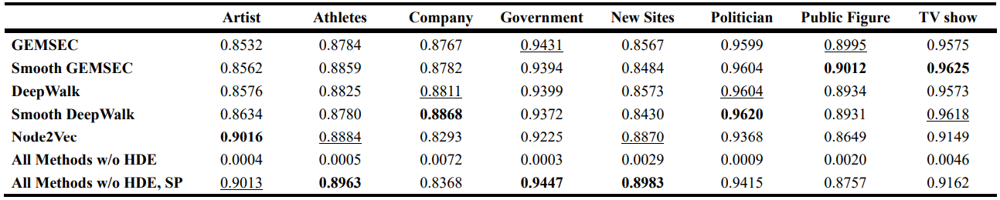 Artist Athletes Company Government New Sites Politician Public Figure TV show
GEMSEC 0.8532 0.8784 0.8767 0.9431 0.8567 0.9599 0.8995 0.9575
Smooth GEMSEC 0.8562 0.8859 0.8782 0.9394 0.8484 0.9604 0.9012 0.9625
DeepWalk 0.8576 0.8825 0.8811 0.9399 0.8573 0.9604 0.8934 0.9573
Smooth DeepWalk 0.8634 0.8780 0.8868 0.9372 0.8430 0.9620 0.8931 0.9618
Node2Vec 0.9016 0.8884 0.8293 0.9225 0.8870 0.9368 0.8649 0.9149
All Methods w/o HDE 0.0004 0.0005 0.0072 0.0003 0.0029 0.0009 0.0020 0.0046
All Methods w/o HDE, SP 0.9013 0.8963 0.8368 0.9447 0.8983 0.9415 0.8757 0.9162